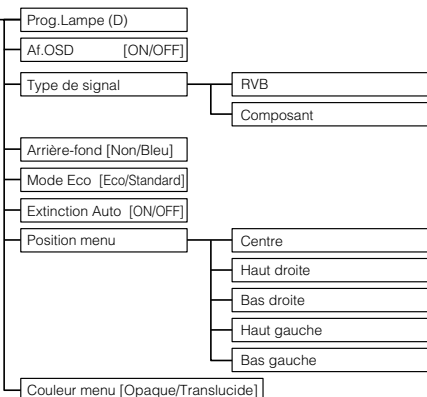 Prog.Lampe (D)
Af.OSD [ON/OFF]
Type de signal
RVB
Composant
Arrière-fond [Non/Bleu]
Mode Eco [Eco/Standard]
Extinction Auto [ON/OFF]
Position menu
Centre
Haut droite
Bas droite
Haut gauche
Bas gauche
Couleur menu [Opaque/Translucide]